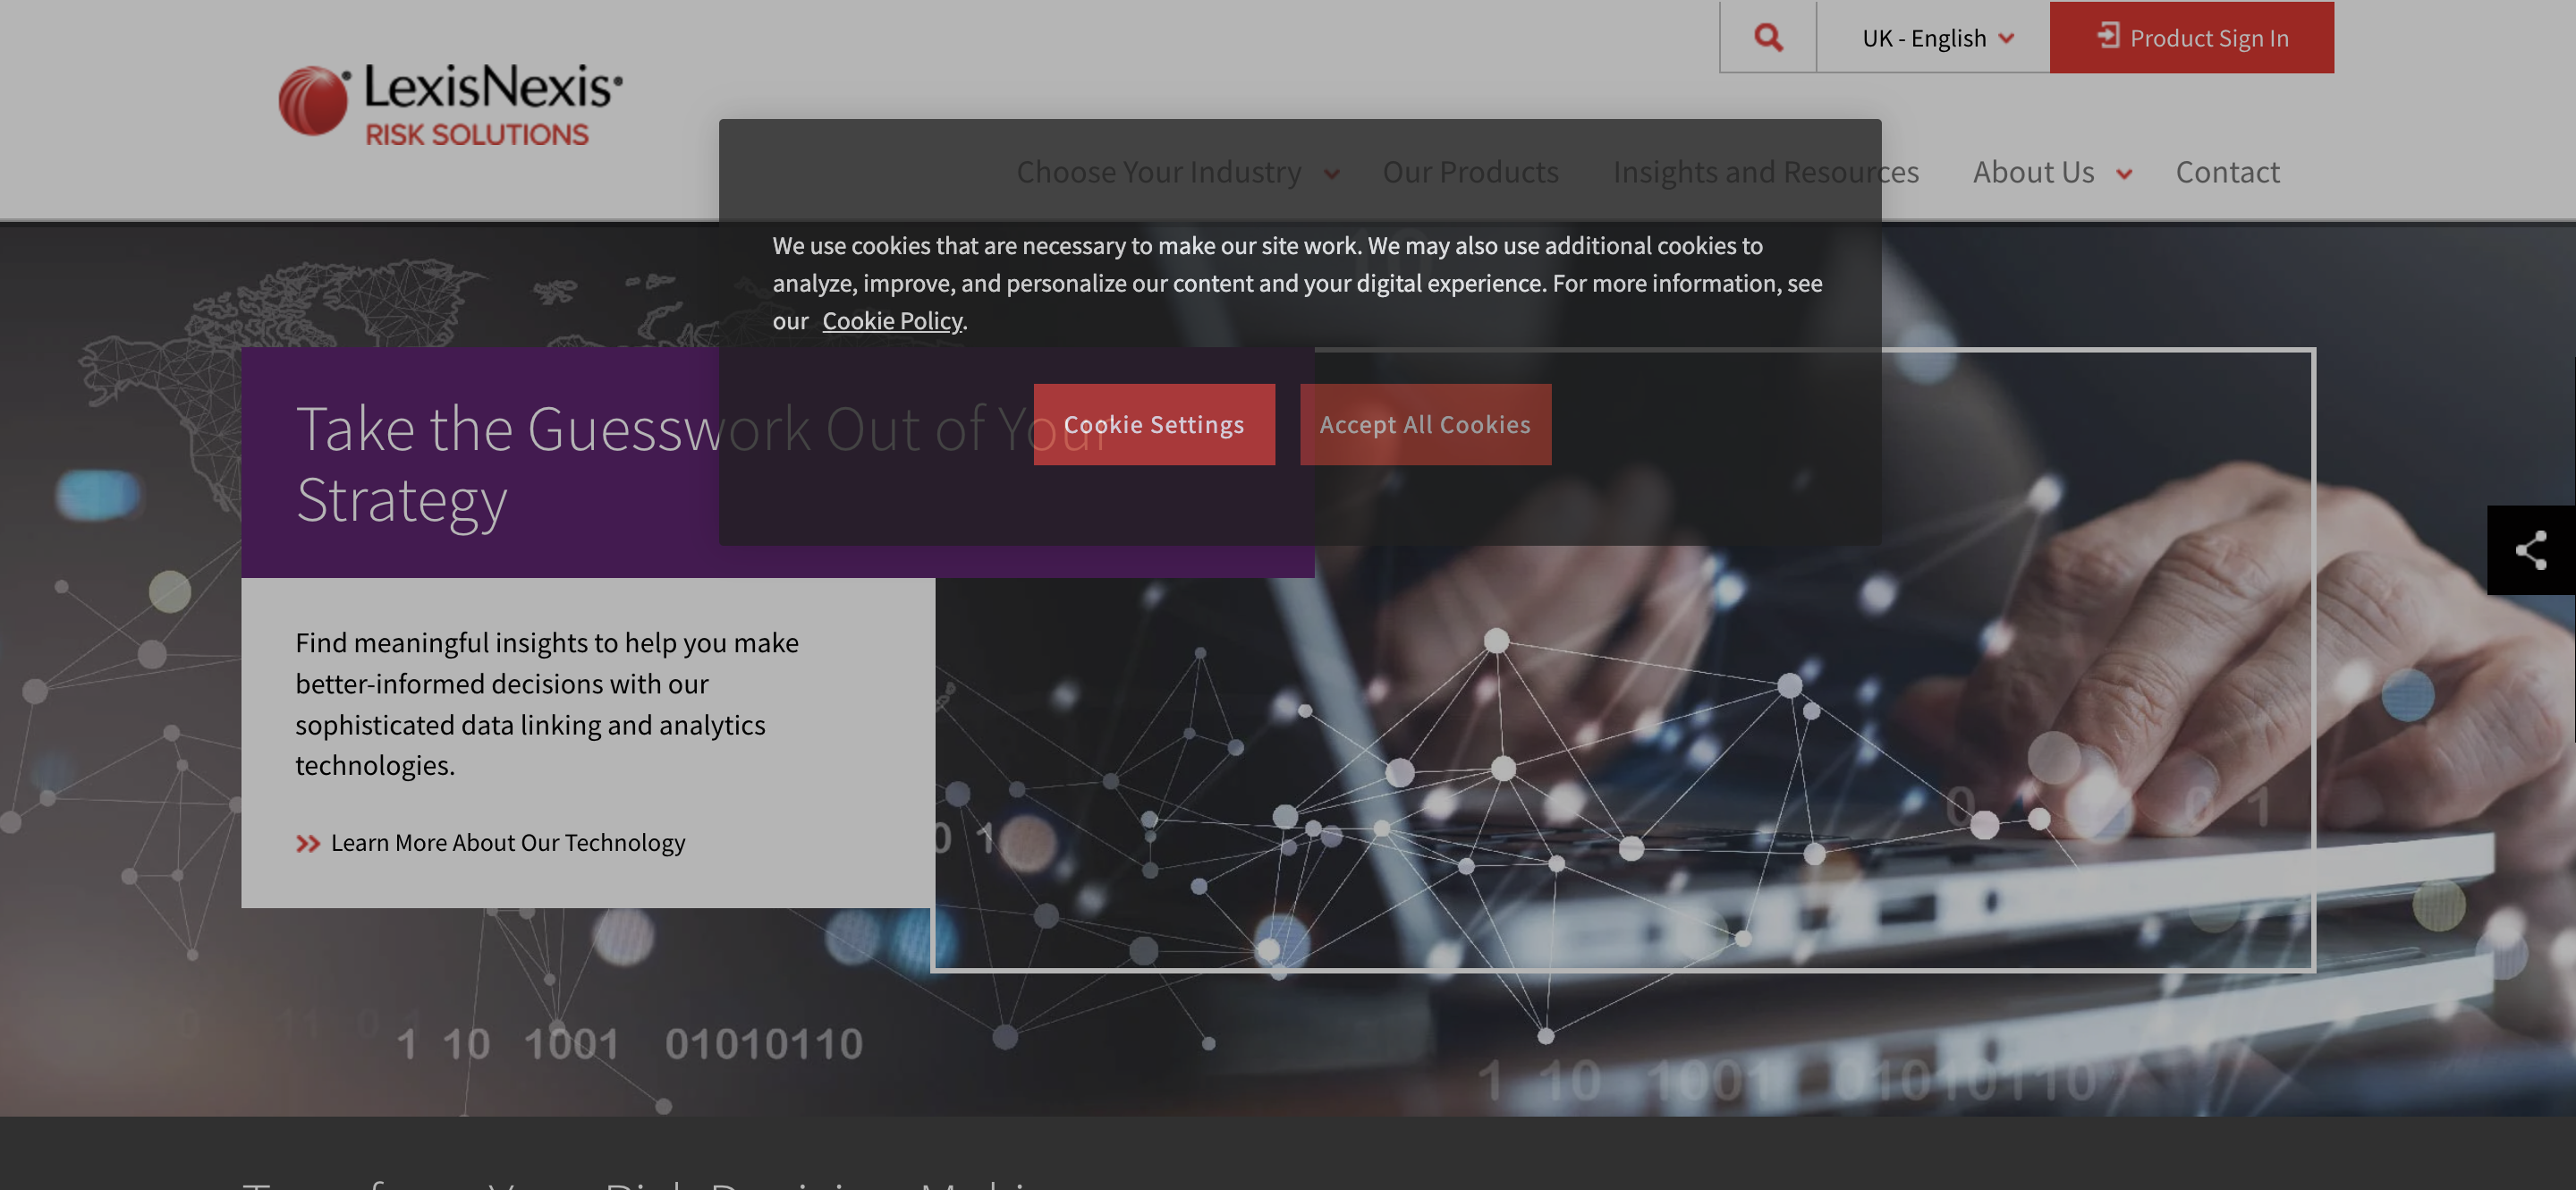 UK - English
Product Sign In
LexisNexis
RISK SOLUTIONS
Choose Your Industry
Our Products
Insights and Resources
About Us
Contact
We use cookies that are necessary to make our site work. We may also use additional cookies to
analyze, improve, and personalize our content and your digital experience. For more information, see
our Cookie Policy.
Cookie Settings
Accept All Cookies
Take the Guesswork Out of Your
Strategy
Find meaningful insights to help you make
better-informed decisions with our
sophisticated data linking and analytics
technologies.
Learn More About Our Technology
0 1
0 1
1 10 1001 01010110
1 10 1001 01010110